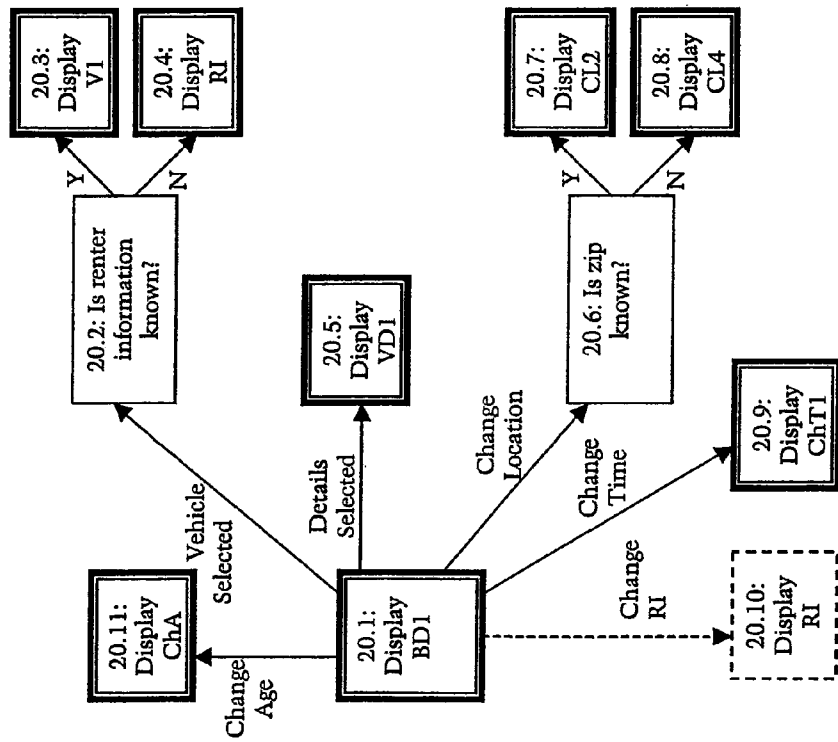 20.3:
Display
V1
20.4:
Display
RI
Y
N
20.2: Is renter
information
known?
20.7:
Display
CL2
20.8:
Display
CL4
Y
N
20.6: Is zip
known?
20.5:
Display
VD1
Vehicle
Selected
Details
Selected
Change
Location
Change
Time
20.9:
Display
ChT1
20.11:
Display
ChA
Change
Age
20.1:
Display
BD1
Change
RI
20.10:
Display
RI